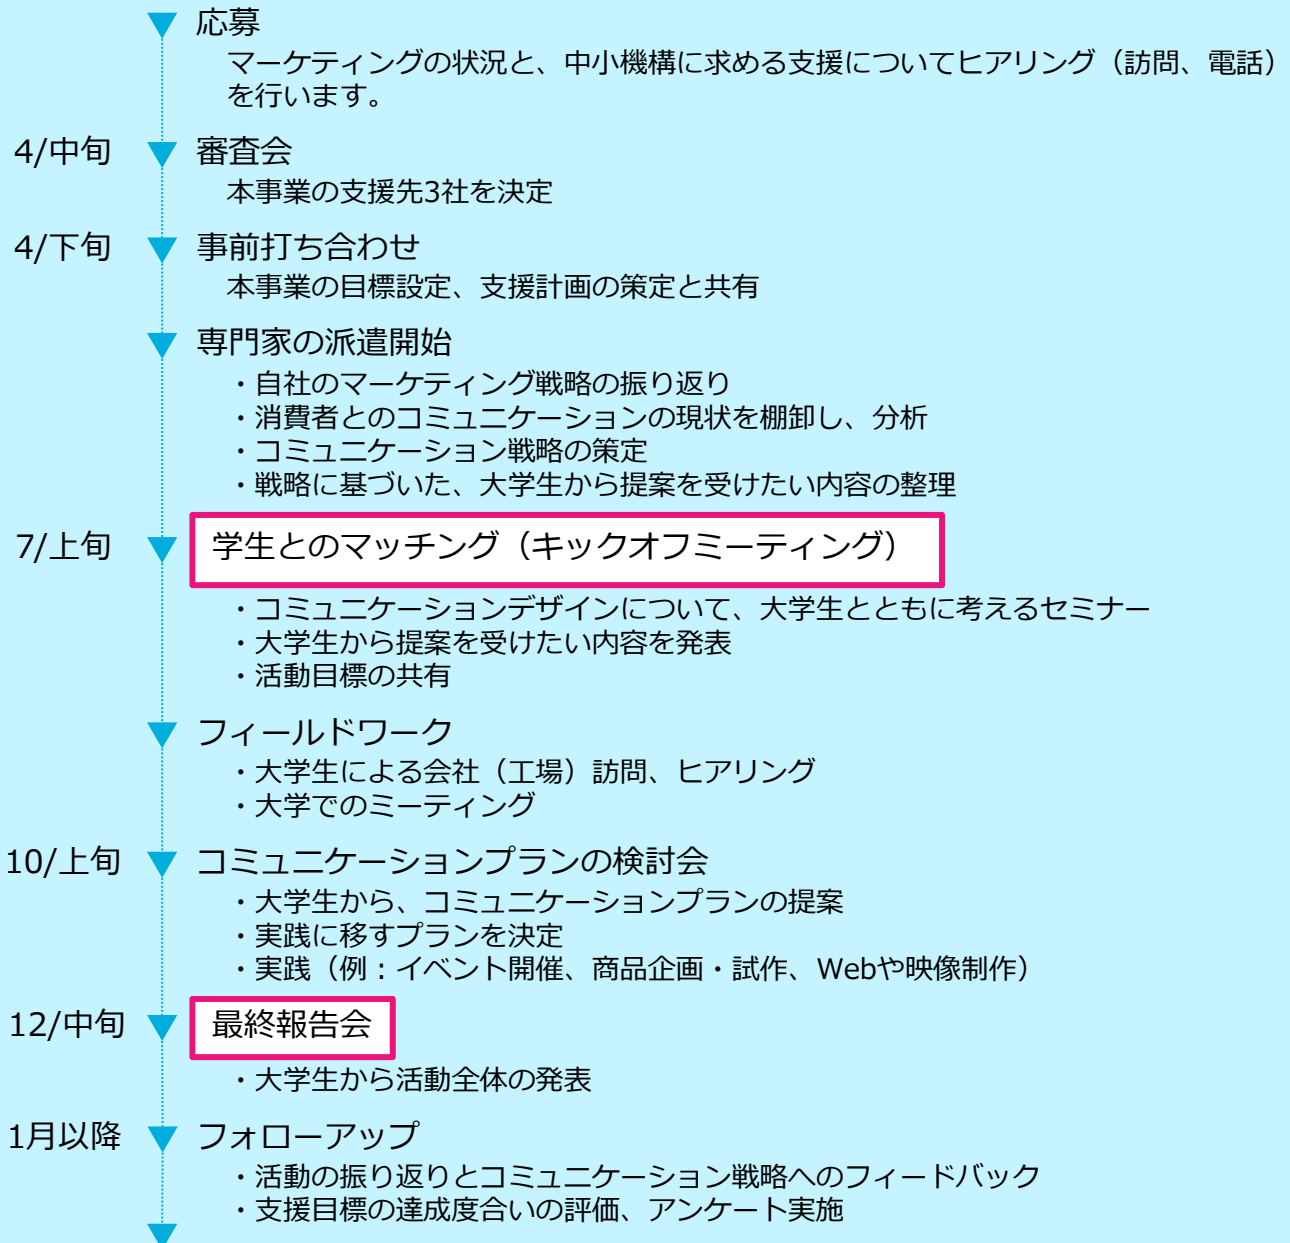 応募
マーケティングの状況と、中小機構に求める支援についてヒアリング（訪問、電話）
を行います。
4/中旬 審査会
本事業の支援先3社を決定
4/下旬 事前打ち合わせ
本事業の目標設定、支援計画の策定と共有
専門家の派遣開始
・自社のマーケティング戦略の振り返り
・消費者とのコミュニケーションの現状を棚卸し、分析
・コミュニケーション戦略の策定
・戦略に基づいた、大学生から提案を受けたい内容の整理
7/上旬 学生とのマッチング（キックオフミーティング）
・コミュニケーションデザインについて、大学生とともに考えるセミナー
・大学生から提案を受けたい内容を発表
・活動目標の共有
フィールドワーク
・大学生による会社（工場）訪問、ヒアリング
・大学でのミーティング
10/上旬 コミュニケーションプランの検討会
・大学生から、コミュニケーションプランの提案
・実践に移すプランを決定
・実践（例：イベント開催、商品企画・試作、Webや映像制作）
12/中旬 最終報告会
・大学生から活動全体の発表
1月以降 フォローアップ
・活動の振り返りとコミュニケーション戦略へのフィードバック
・支援目標の達成度合いの評価、アンケート実施